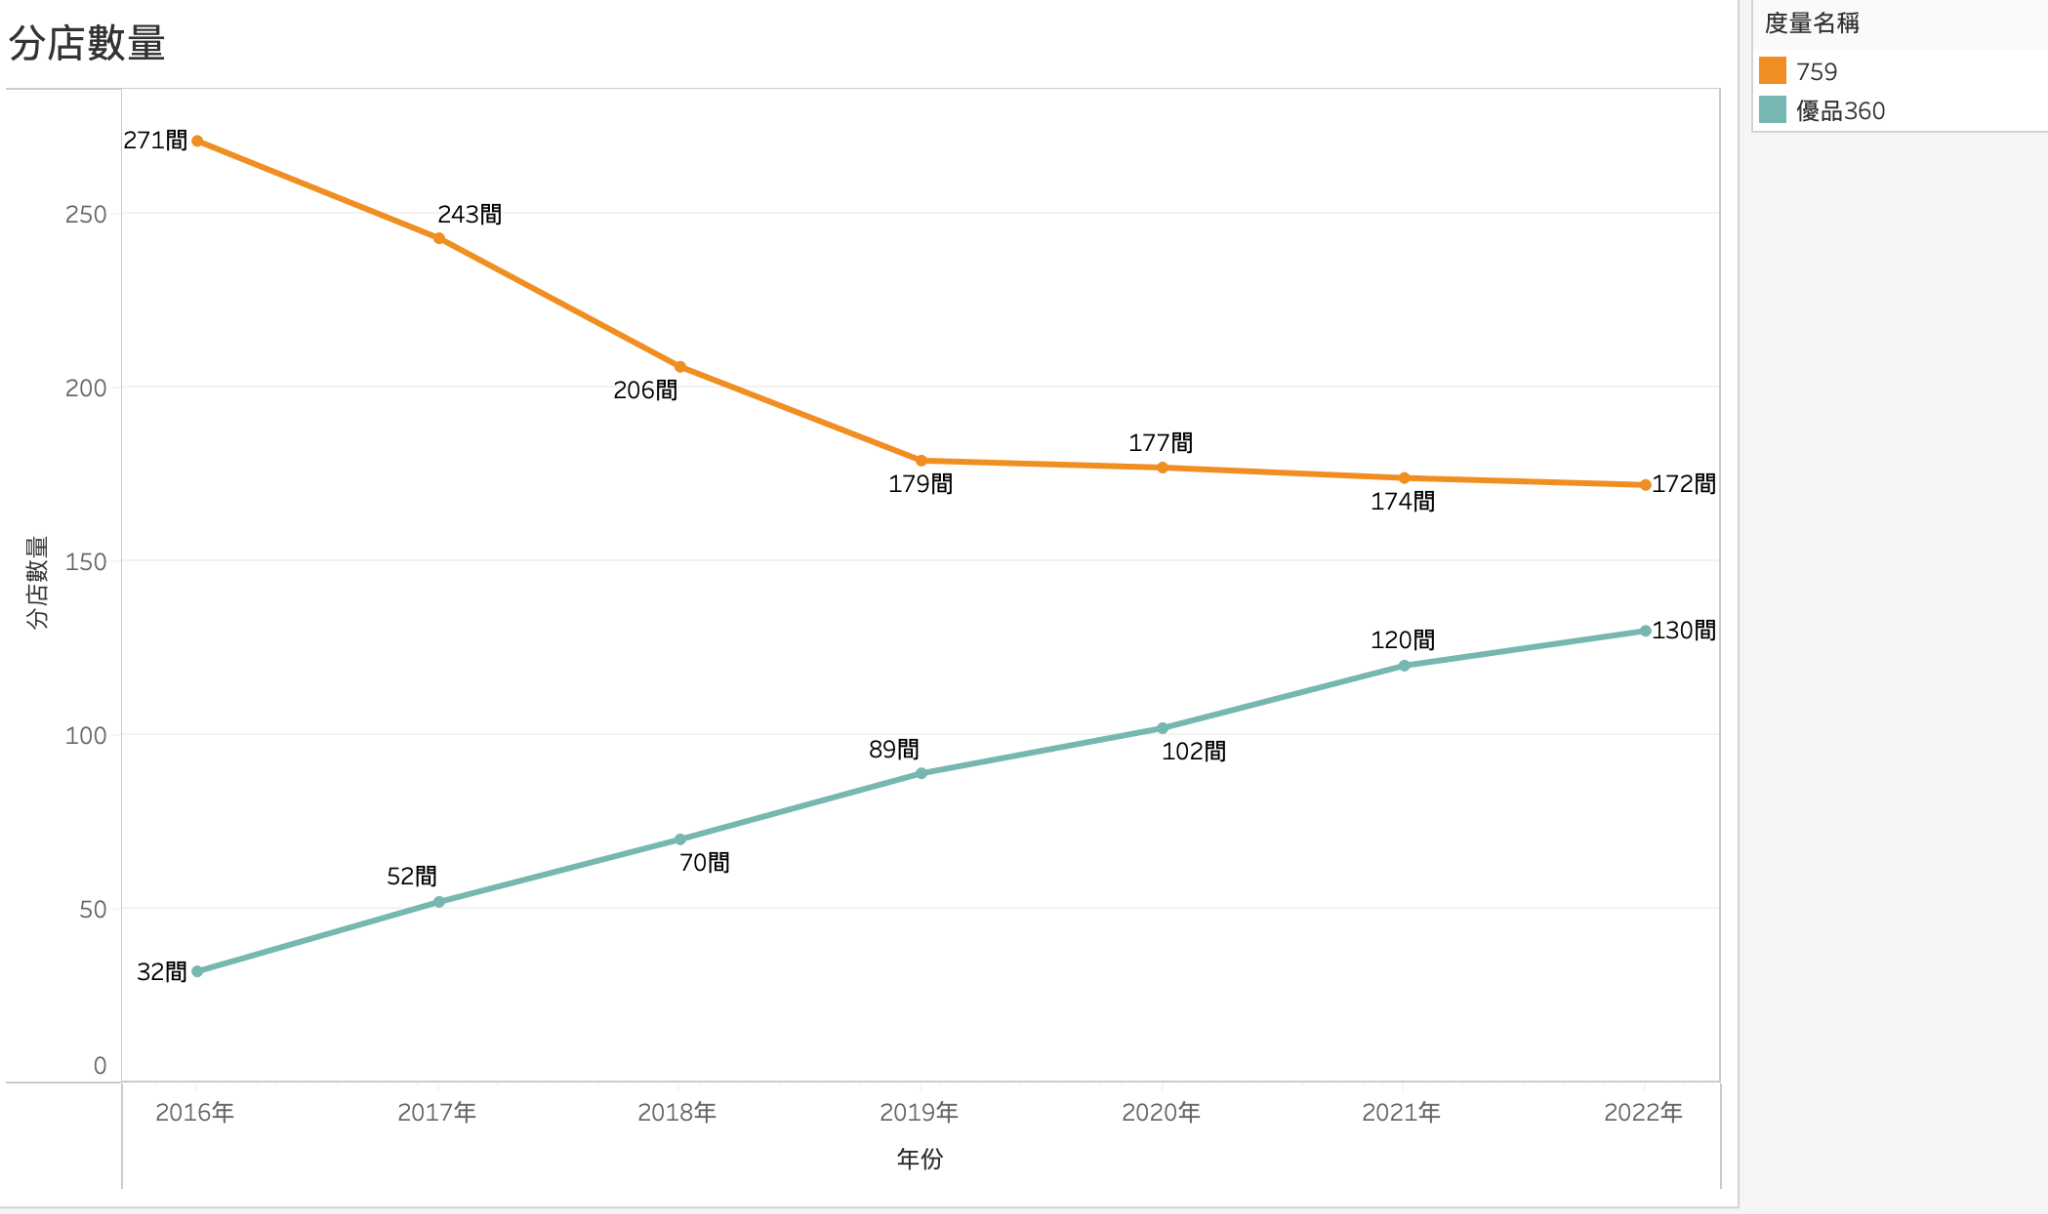 分店數量
度量名稱
759
優品360
271間
243間
206間
179間
177間
174間
172間
32間
52間
70間
89間
102間
120間
130間
分店數量
250
200
150
100
50
0
2016年
2017年
2018年
2019年
2020年
2021年
2022年
年份